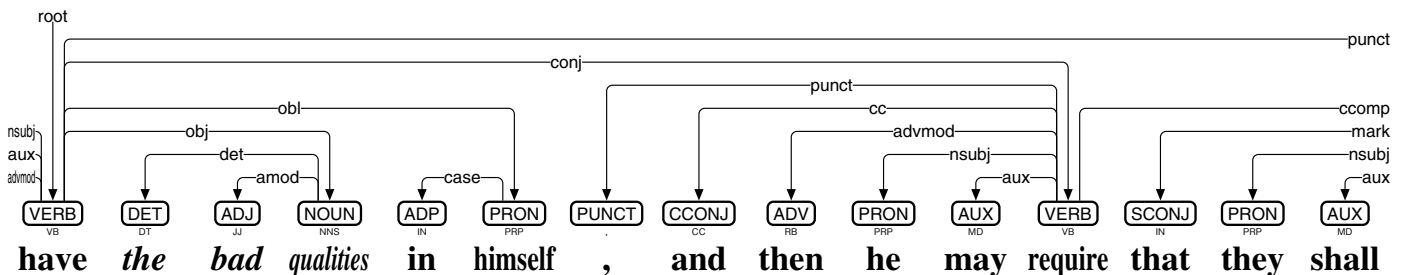 root
punct
conj
punct
obl cc ccomp
nsubj obj advmod mark
aux det nsubj nsubj
advmod amod case aux aux
VERB DET ADJ NOUN ADP PRON PUNCT CCONJ ADV PRON AUX VERB SCONJ PRON AUX
VB DT JJ NNS IN PRP , CC RB PRP MD VB IN PRP MD
have the bad qualities in himself , and then he may require that they shall